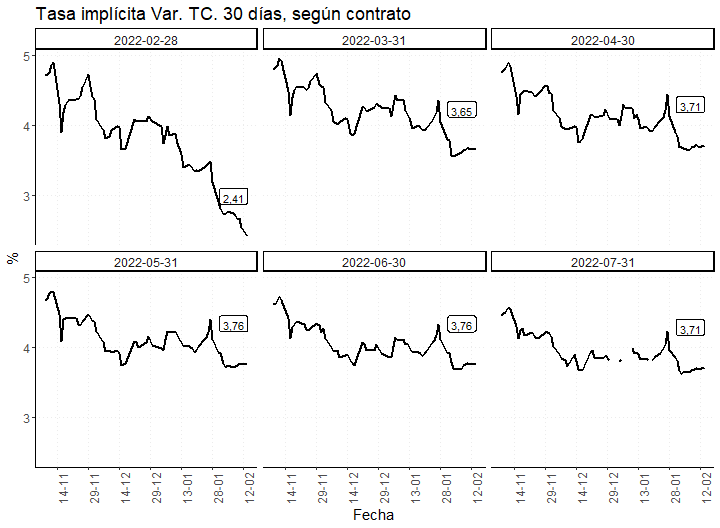 Tasa implícita Var. TC. 30 días, según contrato
2022-02-28 2022-03-31 2022-04-30
5
4
3
2,41
3,65
3,71
%
2022-05-31 2022-06-30 2022-07-31
5
4
3
3,76
3,76
3,71
14-11 29-11 14-12 29-12 13-01 28-01 12-02
14-11 29-11 14-12 29-12 13-01 28-01 12-02
14-11 29-11 14-12 29-12 13-01 28-01 12-02
Fecha